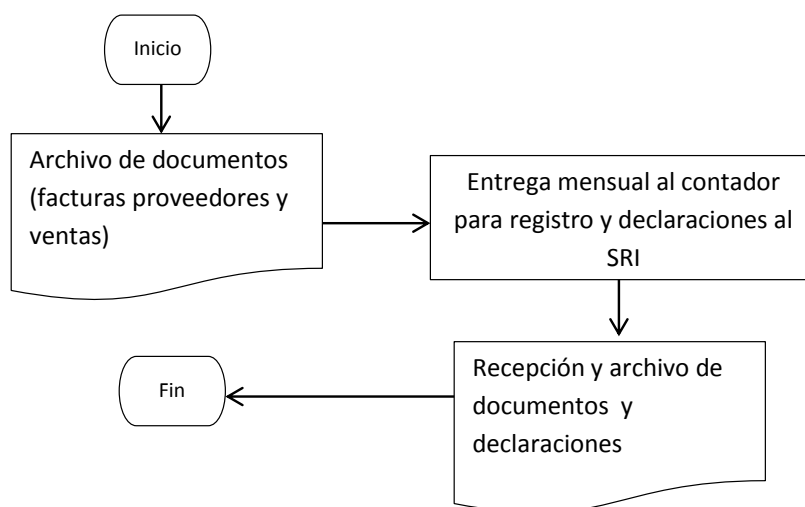 Inicio
Archivo de documentos
(facturas proveedores y
ventas)
Entrega mensual al contador
para registro y declaraciones al
SRI
Recepción y archivo de
documentos y
declaraciones
Fin